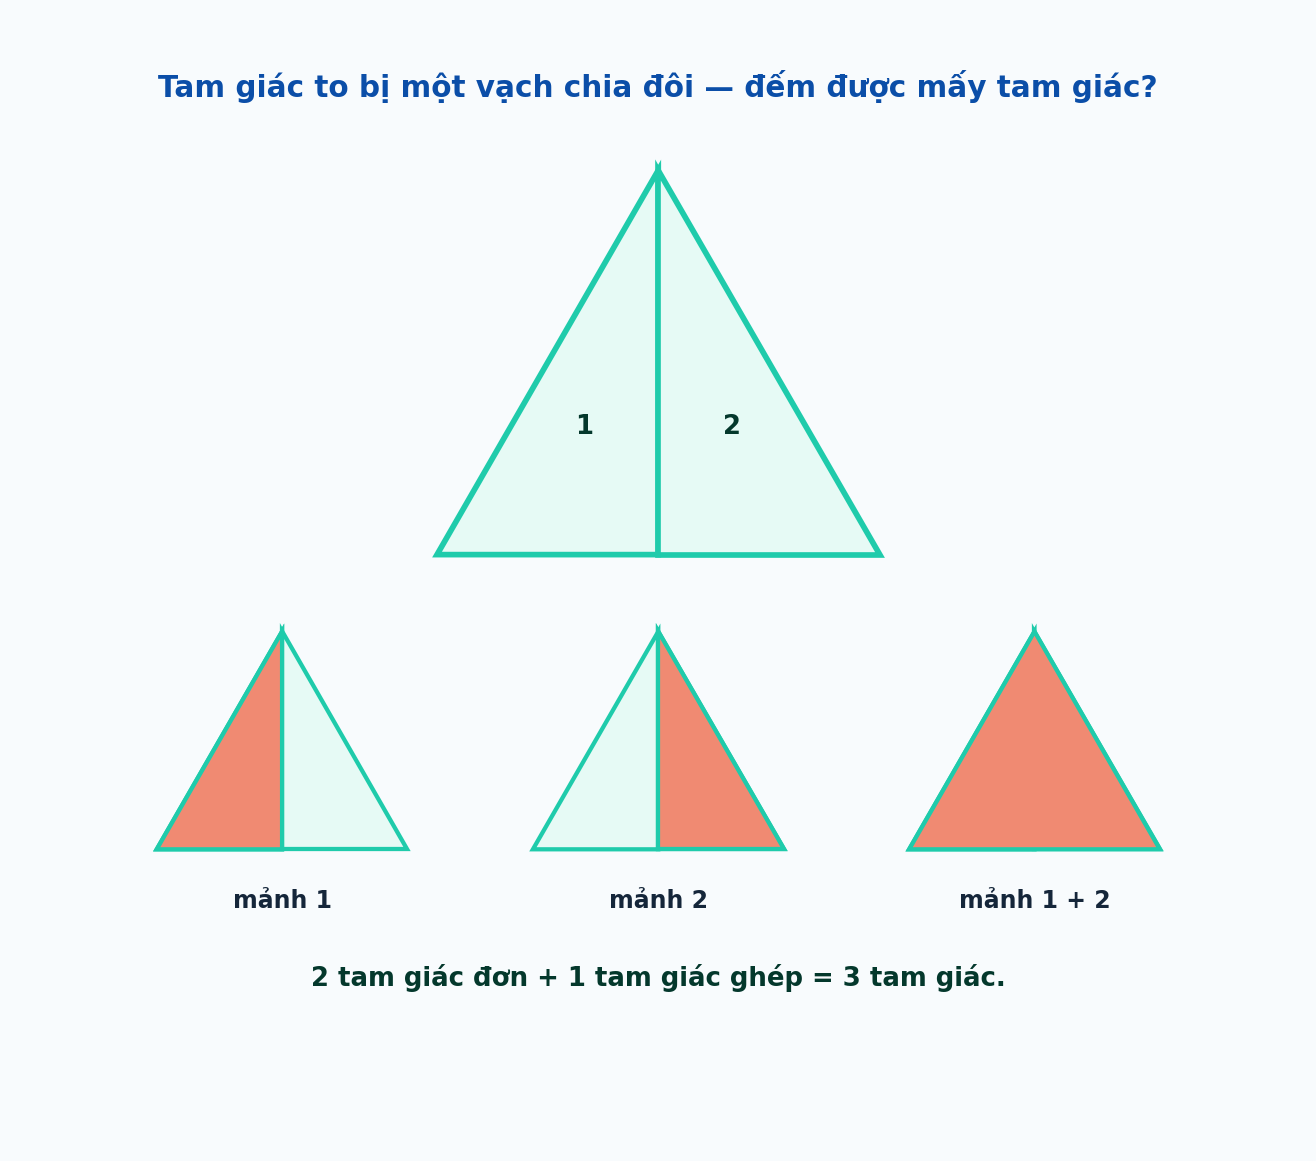 Tam giác to bị một vạch chia đôi — đếm được mấy tam giác?
1 2
mảnh 1 mảnh 2 mảnh 1 + 2
2 tam giác đơn + 1 tam giác ghép = 3 tam giác.